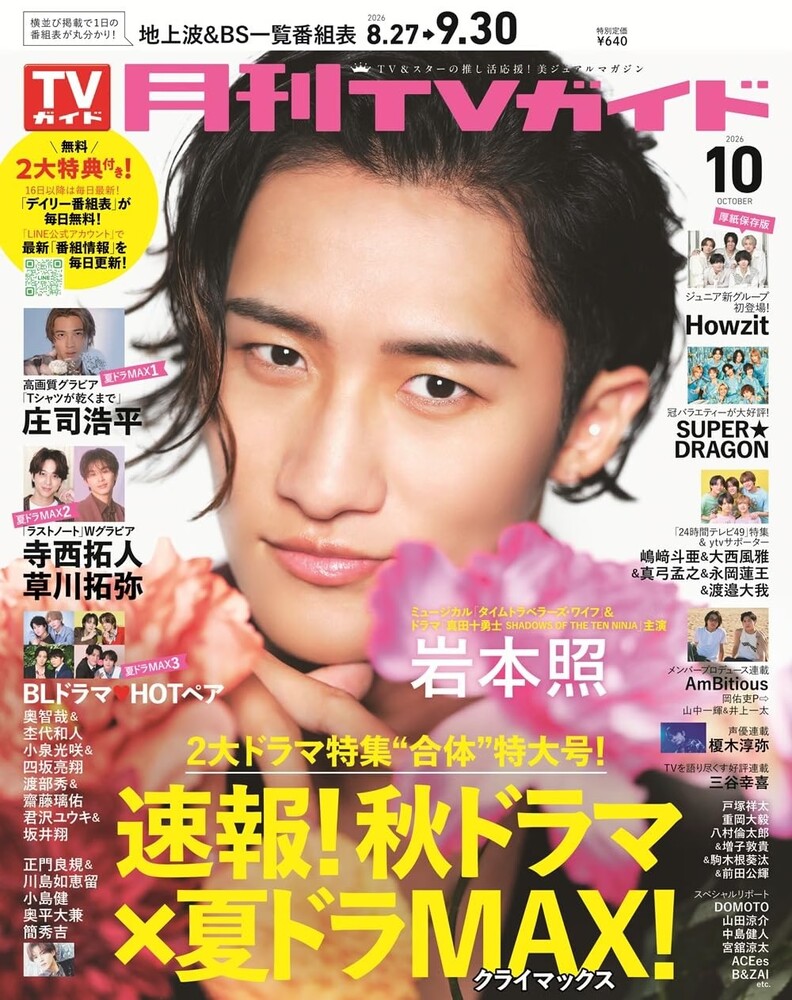 横並び掲載で1日の
番組表が丸分かり!
地上波&BS一覧番組表
2026
8.27→9.30
特別定価
¥640
TV
ガイド
TV&スターの推し活応援!美ジュアルマガジン
月刊TVガイド
2026
10
OCTOBER
無料
2大特典付き!
16日以降は毎日最新!
「デイリー番組表」が
毎日無料!
「LINE公式アカウント」で
最新「番組情報」を
毎日更新!
LINE
夏ドラMAX1
高画質グラビア
「Tシャツが乾くまで」
庄司浩平
夏ドラMAX2
「ラストノート」Wグラビア
寺西拓人
草川拓弥
夏ドラMAX3
BLドラマ♥HOTペア
奥智哉&
杢代和人
小泉光咲&
四坂亮翔
渡部秀&
齋藤璃佑
君沢ユウキ&
坂井翔
正門良規&
川島如恵留
小島健
奥平大兼
簡秀吉
厚紙保存版
ジュニア新グループ
初登場!
Howzit
冠バラエティーが大好評!
SUPER★
DRAGON
「24時間テレビ49」特集
& ytvサポーター
嶋﨑斗亜&大西風雅
&真弓孟之&永岡蓮王
&渡邉大我
メンバープロデュース連載
AmBitious
岡佑吏P⇨
山中一輝&井上一太
声優連載
榎木淳弥
TVを語り尽くす好評連載
三谷幸喜
戸塚祥太
重岡大毅
八村倫太郎
&増子敦貴
&駒木根葵汰
&前田公輝
スペシャルリポート
DOMOTO
山田涼介
中島健人
宮舘涼太
ACEes
B&ZAI
etc.
ミュージカル「タイムトラベラーズ・ワイフ」&
ドラマ「真田十勇士 SHADOWS OF THE TEN NINJA」主演
岩本照
2大ドラマ特集“合体”特大号!
速報!秋ドラマ
×夏ドラMAX!
クライマックス